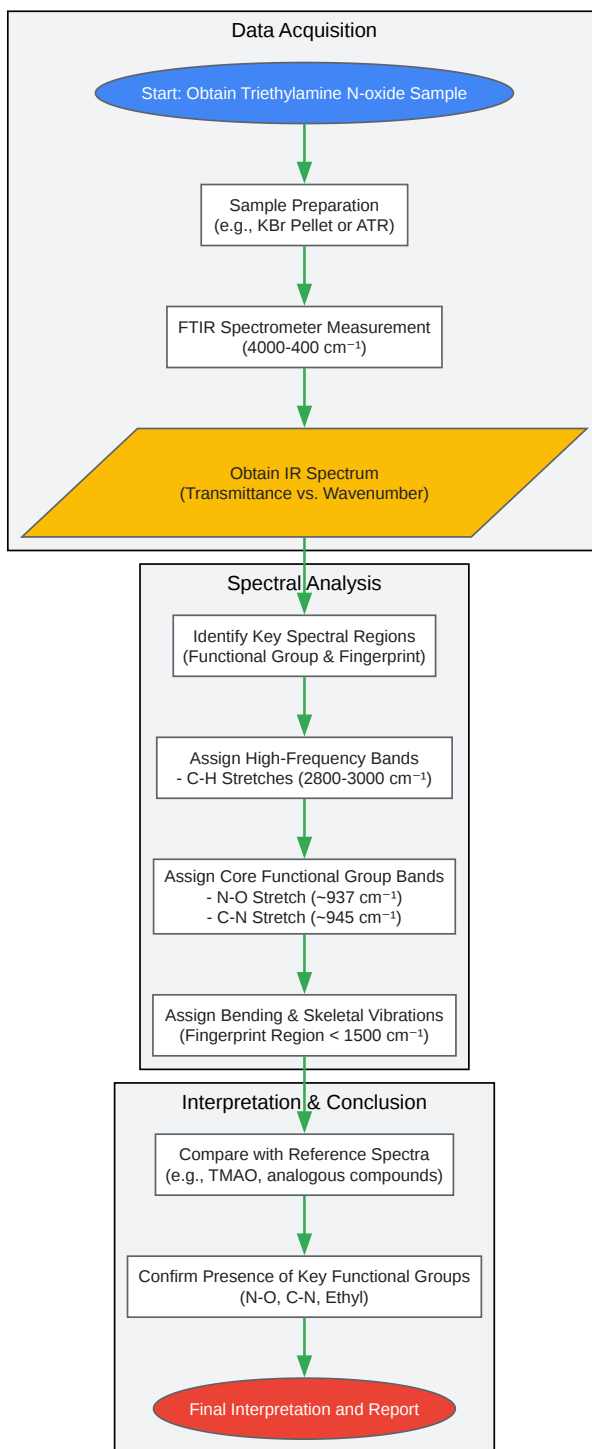 Data Acquisition
Start: Obtain Triethylamine N-oxide Sample
Sample Preparation
(e.g., KBr Pellet or ATR)
FTIR Spectrometer Measurement
(4000-400 cm⁻¹)
Obtain IR Spectrum
(Transmittance vs. Wavenumber)
Spectral Analysis
Identify Key Spectral Regions
(Functional Group & Fingerprint)
Assign High-Frequency Bands
- C-H Stretches (2800-3000 cm⁻¹)
Assign Core Functional Group Bands
- N-O Stretch (~937 cm⁻¹)
- C-N Stretch (~945 cm⁻¹)
Assign Bending & Skeletal Vibrations
(Fingerprint Region < 1500 cm⁻¹)
Interpretation & Conclusion
Compare with Reference Spectra
(e.g., TMAO, analogous compounds)
Confirm Presence of Key Functional Groups
(N-O, C-N, Ethyl)
Final Interpretation and Report